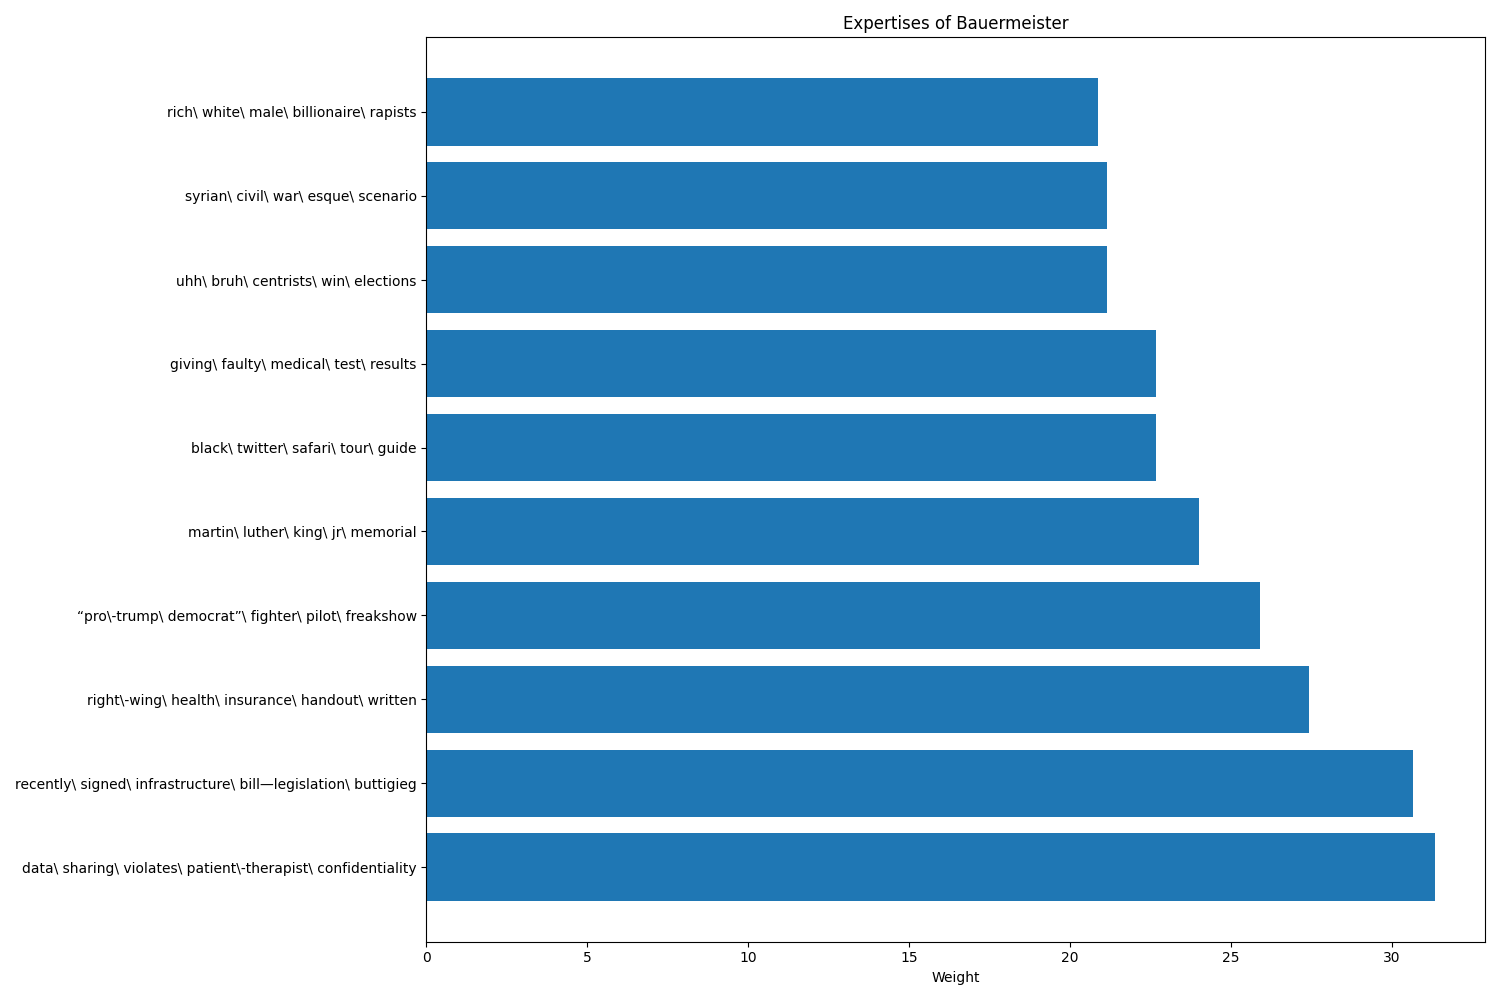 Expertises of Bauermeister
rich\ white\ male\ billionaire\ rapists
syrian\ civil\ war\ esque\ scenario
uhh\ bruh\ centrists\ win\ elections
giving\ faulty\ medical\ test\ results
black\ twitter\ safari\ tour\ guide
martin\ luther\ king\ jr\ memorial
“pro\-trump\ democrat”\ fighter\ pilot\ freakshow
right\-wing\ health\ insurance\ handout\ written
recently\ signed\ infrastructure\ bill—legislation\ buttigieg
data\ sharing\ violates\ patient\-therapist\ confidentiality
0 5 10 15 20 25 30
Weight